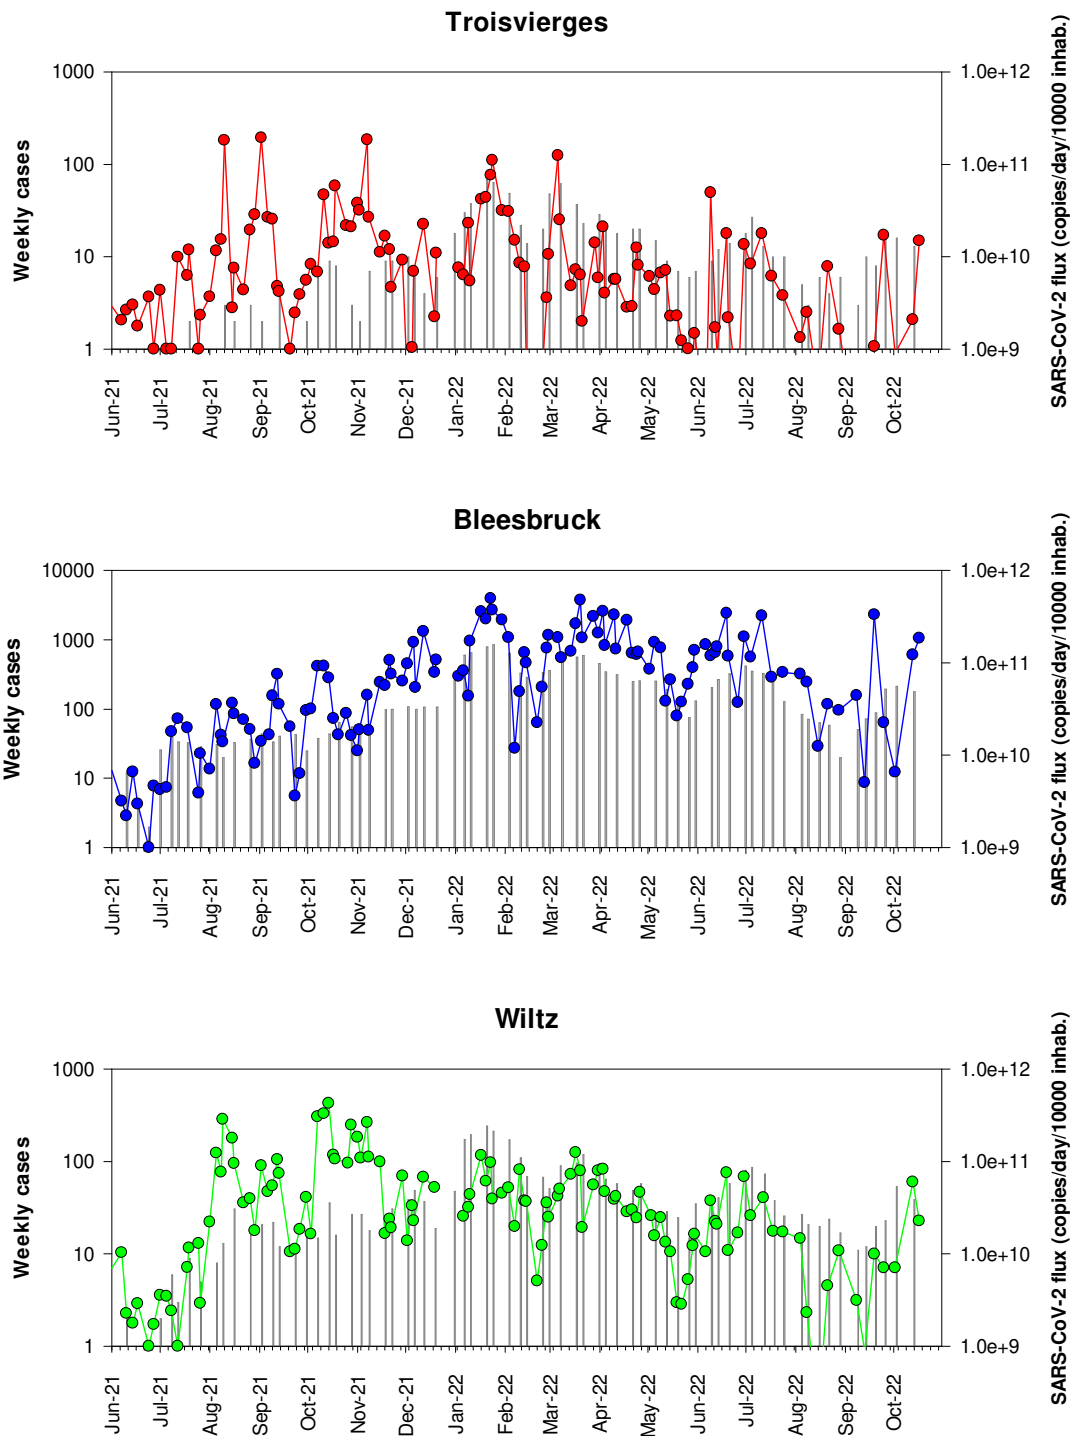 Troisvierges
Weekly cases
SARS-CoV-2 flux (copies/day/10000 inhab.)
1000
100
10
1
1.0e+12
1.0e+11
1.0e+10
1.0e+9
Jun-21
Jul-21
Aug-21
Sep-21
Oct-21
Nov-21
Dec-21
Jan-22
Feb-22
Mar-22
Apr-22
May-22
Jun-22
Jul-22
Aug-22
Sep-22
Oct-22
Bleesbruck
Weekly cases
SARS-CoV-2 flux (copies/day/10000 inhab.)
10000
1000
100
10
1
1.0e+12
1.0e+11
1.0e+10
1.0e+9
Jun-21
Jul-21
Aug-21
Sep-21
Oct-21
Nov-21
Dec-21
Jan-22
Feb-22
Mar-22
Apr-22
May-22
Jun-22
Jul-22
Aug-22
Sep-22
Oct-22
Wiltz
Weekly cases
SARS-CoV-2 flux (copies/day/10000 inhab.)
1000
100
10
1
1.0e+12
1.0e+11
1.0e+10
1.0e+9
Jun-21
Jul-21
Aug-21
Sep-21
Oct-21
Nov-21
Dec-21
Jan-22
Feb-22
Mar-22
Apr-22
May-22
Jun-22
Jul-22
Aug-22
Sep-22
Oct-22